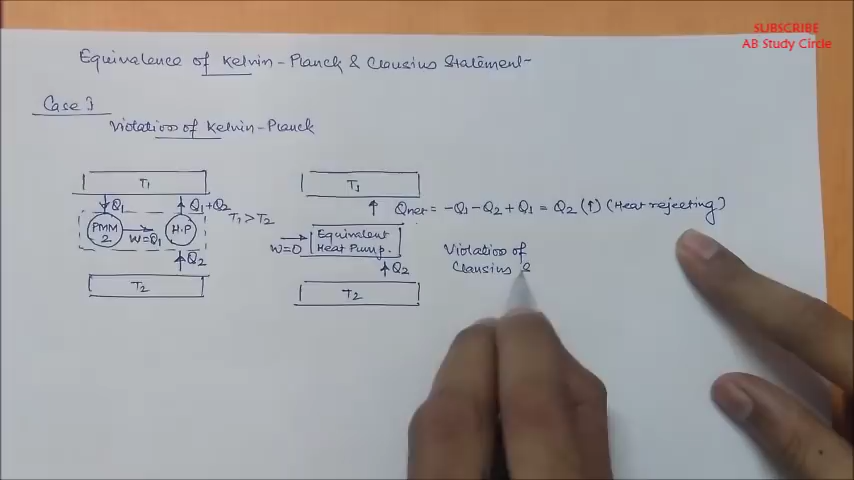 SUBSCRIBE
AB Study Circle
Equivalence of Kelvin-Planck & Clausius Statement-
Case I
Violation of Kelvin-Planck
T1
Q1
Q1+Q2
T1 > T2
PMM
2
W=Q1
H.P
Q2
T2
T1
Qnet = -Q1-Q2+Q1 = Q2 (↑) (Heat rejecting)
W=0
Equivalent
Heat Pump.
Q2
T2
Violation of
Clausius